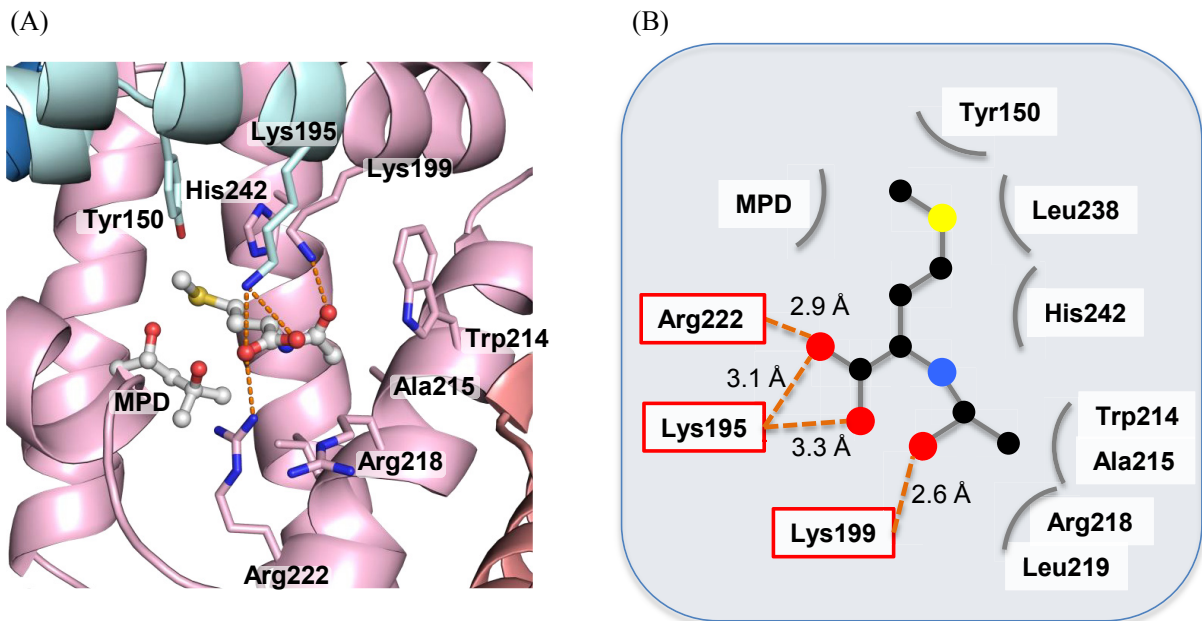 (A)
Lys195
Lys199
His242
Tyr150
Trp214
MPD
Ala215
Arg218
Arg222
(B)
Tyr150
MPD
Leu238
His242
2.9 Å
Arg222
3.1 Å
Lys195
3.3 Å
Trp214
Ala215
2.6 Å
Arg218
Lys199
Leu219